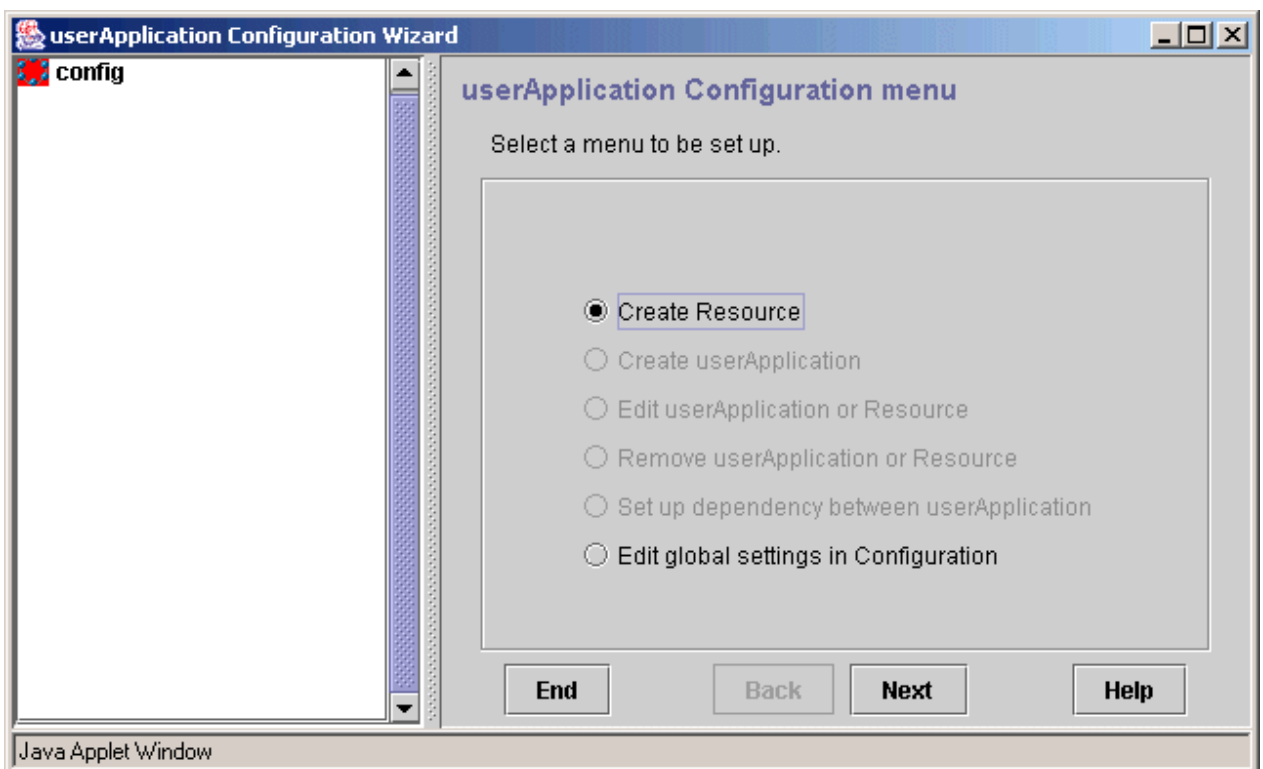 userApplication Configuration Wizard
config
userApplication Configuration menu
Select a menu to be set up.
Create Resource
Create userApplication
Edit userApplication or Resource
Remove userApplication or Resource
Set up dependency between userApplication
Edit global settings in Configuration
End Back Next Help
Java Applet Window